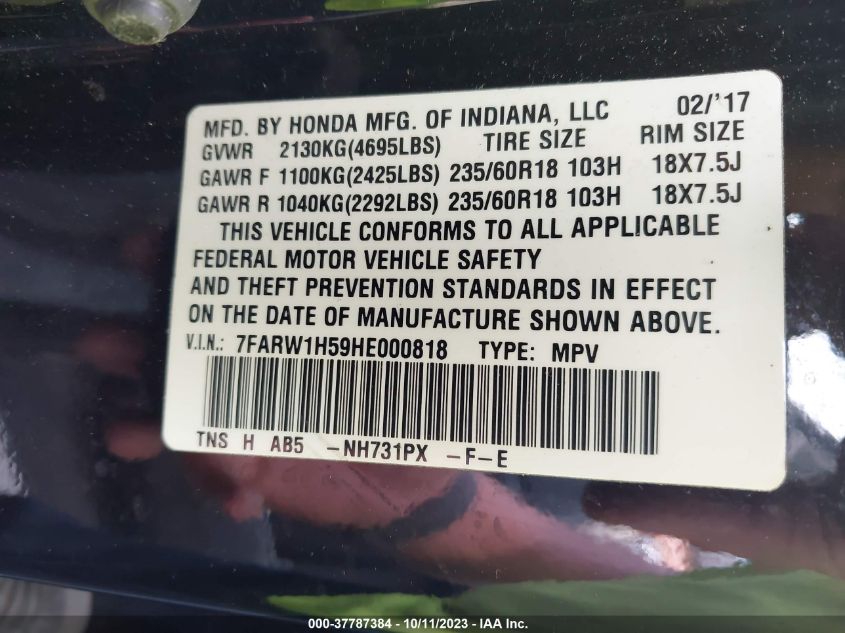 MFD. BY HONDA MFG. OF INDIANA, LLC 02/'17
GVWR 2130KG(4695LBS) TIRE SIZE RIM SIZE
GAWR F 1100KG(2425LBS) 235/60R18 103H 18X7.5J
GAWR R 1040KG(2292LBS) 235/60R18 103H 18X7.5J
THIS VEHICLE CONFORMS TO ALL APPLICABLE
FEDERAL MOTOR VEHICLE SAFETY
AND THEFT PREVENTION STANDARDS IN EFFECT
ON THE DATE OF MANUFACTURE SHOWN ABOVE.
V.I.N.: 7FARW1H59HE000818 TYPE: MPV
TNS H AB5 -NH731PX -F-E
000-37787384 - 10/11/2023 - IAA Inc.